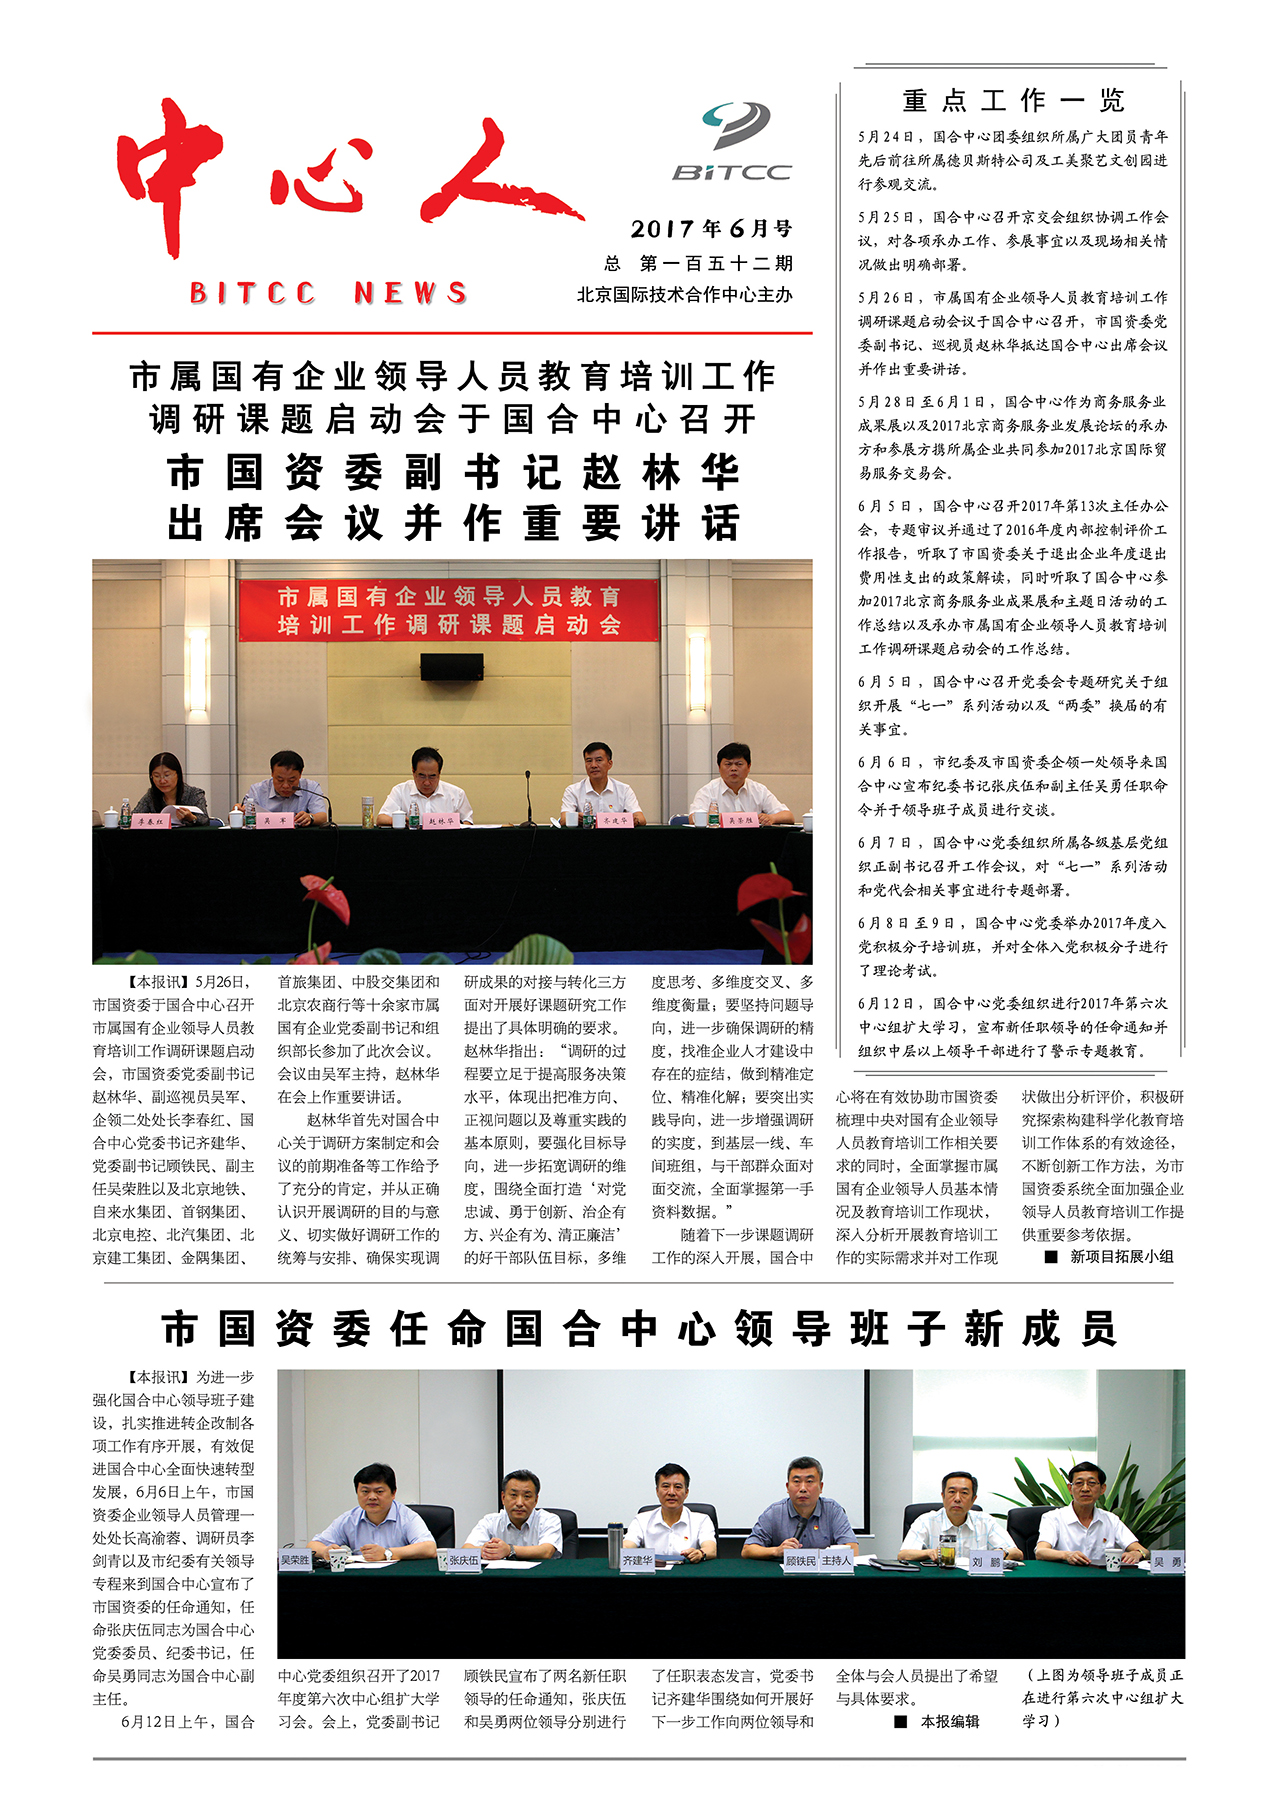 中心人
BITCC NEWS
BiTCC
2017年6月号
总 第一百五十二期
北京国际技术合作中心主办
重点工作一览
5月24日，国合中心团委组织所属广大团员青年
先后前往所属德贝斯特公司及工美聚艺文创园进
行参观交流。
5月25日，国合中心召开京交会组织协调工作会
议，对各项承办工作、参展事宜以及现场相关情
况做出明确部署。
5月26日，市属国有企业领导人员教育培训工作
调研课题启动会议于国合中心召开，市国资委党
委副书记、巡视员赵林华抵达国合中心出席会议
并作出重要讲话。
5月28日至6月1日，国合中心作为商务服务业
成果展以及2017北京商务服务业发展论坛的承办
方和参展方携所属企业共同参加2017北京国际贸
易服务交易会。
6月5日，国合中心召开2017年第13次主任办公
会，专题审议并通过了2016年度内部控制评价工
作报告，听取了市国资委关于退出企业年度退出
费用性支出的政策解读，同时听取了国合中心参
加2017北京商务服务业成果展和主题日活动的工
作总结以及承办市属国有企业领导人员教育培训
工作调研课题启动会的工作总结。
6月5日，国合中心召开党委会专题研究关于组
织开展“七一”系列活动以及“两委”换届的有
关事宜。
6月6日，市纪委及市国资委企领一处领导来国
合中心宣布纪委书记张庆伍和副主任吴勇任职命
令并于领导班子成员进行交谈。
6月7日，国合中心党委组织所属各级基层党组
织正副书记召开工作会议，对“七一”系列活动
和党代会相关事宜进行专题部署。
6月8日至9日，国合中心党委举办2017年度入
党积极分子培训班，并对全体入党积极分子进行
了理论考试。
6月12日，国合中心党委组织进行2017年第六次
中心组扩大学习，宣布新任职领导的任命通知并
组织中层以上领导干部进行了警示专题教育。
市属国有企业领导人员教育培训工作
调研课题启动会于国合中心召开
市国资委副书记赵林华
出席会议并作重要讲话
市属国有企业领导人员教育
培训工作调研课题启动会
李春红
吴 军
赵林华
齐建华
吴荣胜
【本报讯】5月26日，
市国资委于国合中心召开
市属国有企业领导人员教
育培训工作调研课题启动
会，市国资委党委副书记
赵林华、副巡视员吴军、
企领二处处长李春红、国
合中心党委书记齐建华、
党委副书记顾铁民、副主
任吴荣胜以及北京地铁、
自来水集团、首钢集团、
北京电控、北汽集团、北
京建工集团、金隅集团、
首旅集团、中股交集团和
北京农商行等十余家市属
国有企业党委副书记和组
织部长参加了此次会议。
会议由吴军主持，赵林华
在会上作重要讲话。
赵林华首先对国合中
心关于调研方案制定和会
议的前期准备等工作给予
了充分的肯定，并从正确
认识开展调研的目的与意
义、切实做好调研工作的
统筹与安排、确保实现调
研成果的对接与转化三方
面对开展好课题研究工作
提出了具体明确的要求。
赵林华指出：“调研的过
程要立足于提高服务决策
水平，体现出把准方向、
正视问题以及尊重实践的
基本原则，要强化目标导
向，进一步拓宽调研的维
度，围绕全面打造‘对党
忠诚、勇于创新、治企有
方、兴企有为、清正廉洁’
的好干部队伍目标，多维
度思考、多维度交叉、多
维度衡量；要坚持问题导
向，进一步确保调研的精
度，找准企业人才建设中
存在的症结，做到精准定
位、精准化解；要突出实
践导向，进一步增强调研
的实度，到基层一线、车
间班组，与干部群众面对
面交流，全面掌握第一手
资料数据。”
随着下一步课题调研
工作的深入开展，国合中
心将在有效协助市国资委
梳理中央对国有企业领导
人员教育培训工作相关要
求的同时，全面掌握市属
国有企业领导人员基本情
况及教育培训工作现状，
深入分析开展教育培训工
作的实际需求并对工作现
状做出分析评价，积极研
究探索构建科学化教育培
训工作体系的有效途径，
不断创新工作方法，为市
国资委系统全面加强企业
领导人员教育培训工作提
供重要参考依据。
■ 新项目拓展小组
市国资委任命国合中心领导班子新成员
【本报讯】为进一步
强化国合中心领导班子建
设，扎实推进转企改制各
项工作有序开展，有效促
进国合中心全面快速转型
发展，6月6日上午，市国
资委企业领导人员管理一
处处长高渝蓉、调研员李
剑青以及市纪委有关领导
专程来到国合中心宣布了
市国资委的任命通知，任
命张庆伍同志为国合中心
党委委员、纪委书记，任
命吴勇同志为国合中心副
主任。
6月12日上午，国合
吴荣胜
张庆伍
齐建华
顾铁民
主持人
刘 鹏
吴 勇
中心党委组织召开了2017
年度第六次中心组扩大学
习会。会上，党委副书记
顾铁民宣布了两名新任职
领导的任命通知，张庆伍
和吴勇两位领导分别进行
了任职表态发言，党委书
记齐建华围绕如何开展好
下一步工作向两位领导和
全体与会人员提出了希望
与具体要求。
■ 本报编辑
（上图为领导班子成员正
在进行第六次中心组扩大
学习）